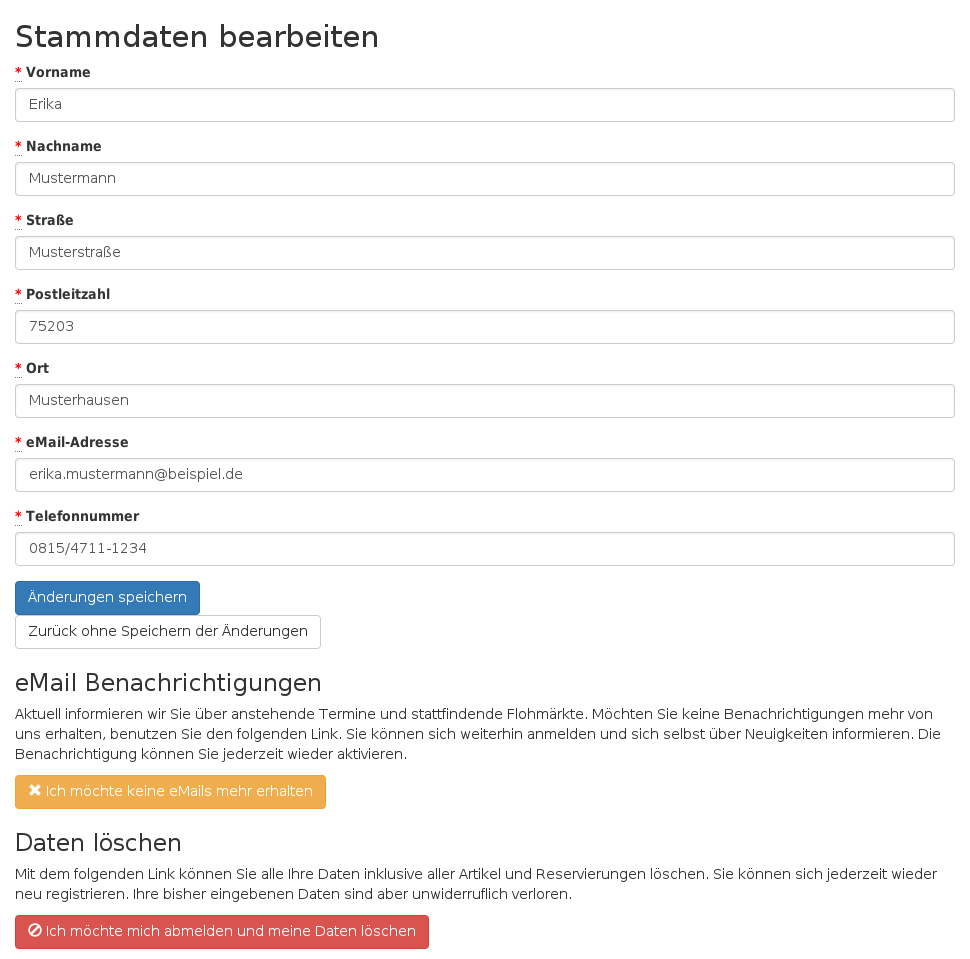 Stammdaten bearbeiten
* Vorname
Erika
* Nachname
Mustermann
* Straße
Musterstraße
* Postleitzahl
75203
* Ort
Musterhausen
* eMail-Adresse
erika.mustermann@beispiel.de
* Telefonnummer
0815/4711-1234
Änderungen speichern
Zurück ohne Speichern der Änderungen
eMail Benachrichtigungen
Aktuell informieren wir Sie über anstehende Termine und stattfindende Flohmärkte. Möchten Sie keine Benachrichtigungen mehr von
uns erhalten, benutzen Sie den folgenden Link. Sie können sich weiterhin anmelden und sich selbst über Neuigkeiten informieren. Die
Benachrichtigung können Sie jederzeit wieder aktivieren.
Ich möchte keine eMails mehr erhalten
Daten löschen
Mit dem folgenden Link können Sie alle Ihre Daten inklusive aller Artikel und Reservierungen löschen. Sie können sich jederzeit wieder
neu registrieren. Ihre bisher eingebenen Daten sind aber unwiderruflich verloren.
Ich möchte mich abmelden und meine Daten löschen